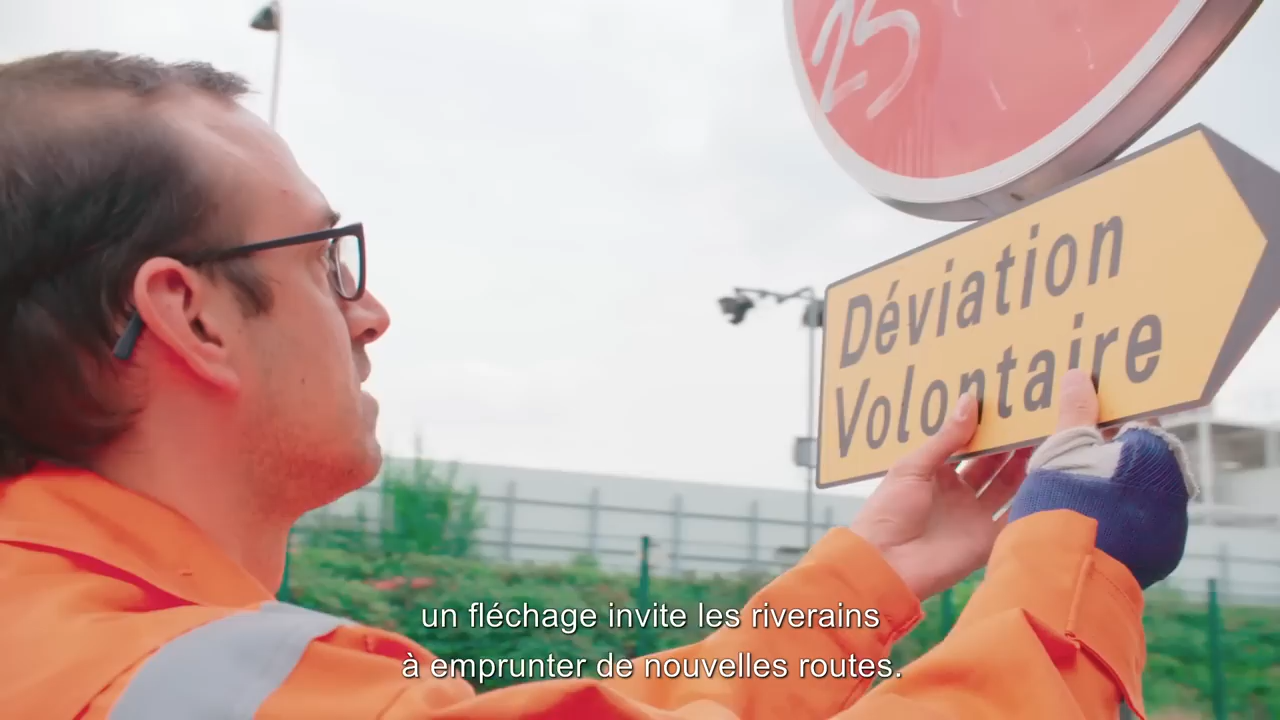 25
Déviation
Volontaire
un fléchage invite les riverains
à emprunter de nouvelles routes.